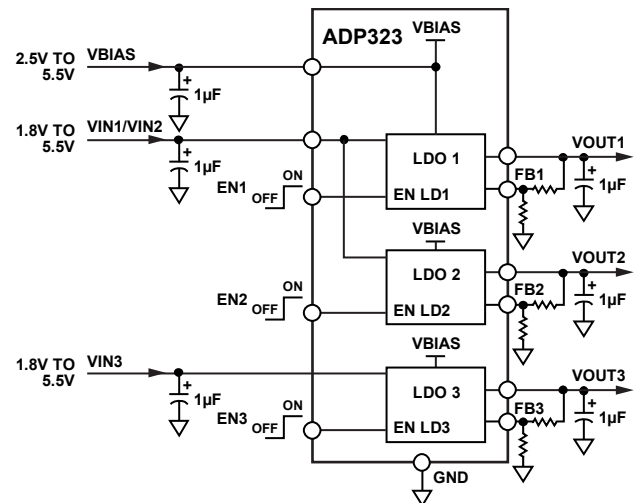 ADP323
VBIAS
2.5V TO
5.5V
VBIAS
+
1µF
1.8V TO
5.5V
VIN1/VIN2
+
1µF
LDO 1
VOUT1
EN1
ON
OFF
EN LD1
FB1
+
1µF
VBIAS
LDO 2
VOUT2
EN2
ON
OFF
EN LD2
FB2
+
1µF
VBIAS
1.8V TO
5.5V
VIN3
+
1µF
LDO 3
VOUT3
EN3
ON
OFF
EN LD3
FB3
+
1µF
GND